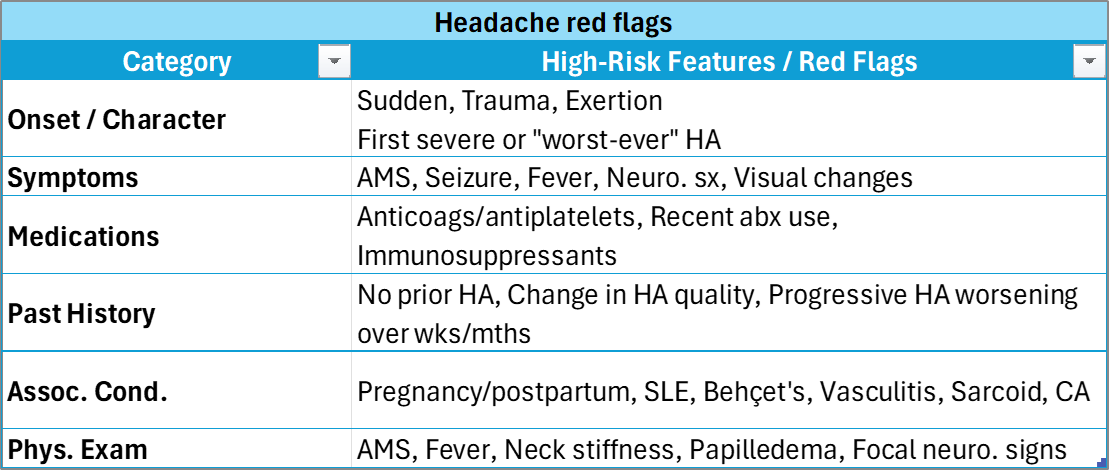 Headache red flags
Category High-Risk Features / Red Flags
Onset / Character
Sudden, Trauma, Exertion
First severe or "worst-ever" HA
Symptoms AMS, Seizure, Fever, Neuro. sx, Visual changes
Medications
Anticoags/antiplatelets, Recent abx use,
Immunosuppressants
Past History
No prior HA, Change in HA quality, Progressive HA worsening
over wks/mths
Assoc. Cond. Pregnancy/postpartum, SLE, Behçet's, Vasculitis, Sarcoid, CA
Phys. Exam AMS, Fever, Neck stiffness, Papilledema, Focal neuro. signs